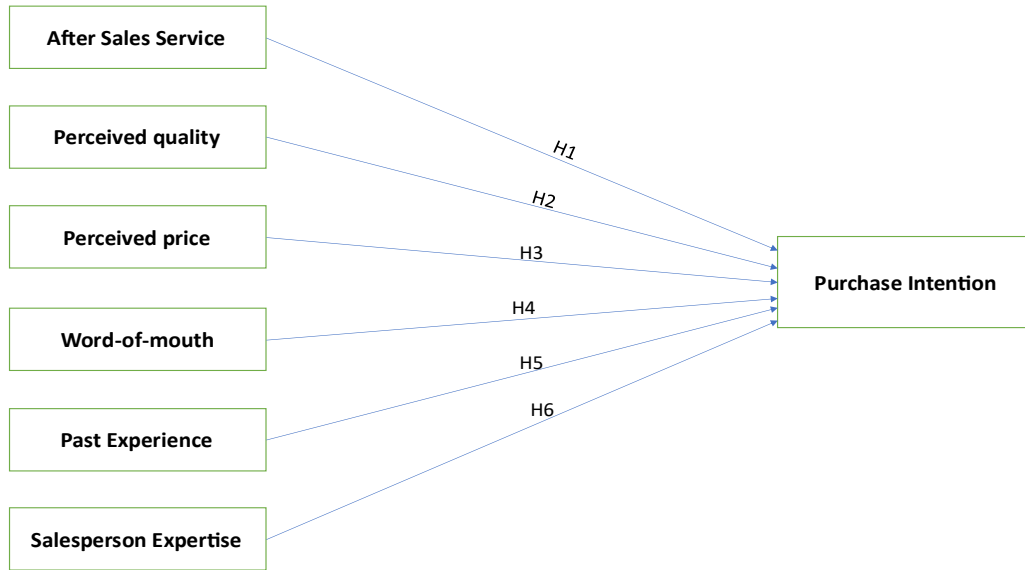 After Sales Service
H1
Perceived quality
H2
Perceived price
H3
Purchase Intention
Word-of-mouth
H4
Past Experience
H5
H6
Salesperson Expertise